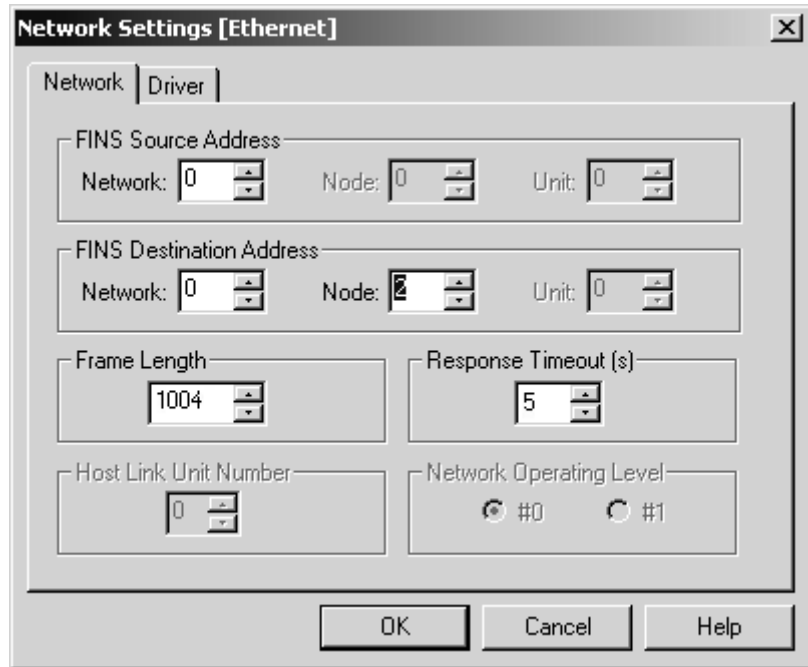 Network Settings [Ethernet]
Network Driver
FINS Source Address
Network: 0 Node: 0 Unit: 0
FINS Destination Address
Network: 0 Node: 2 Unit: 0
Frame Length Response Timeout (s)
1004 5
Host Link Unit Number Network Operating Level
0 #0 #1
OK Cancel Help